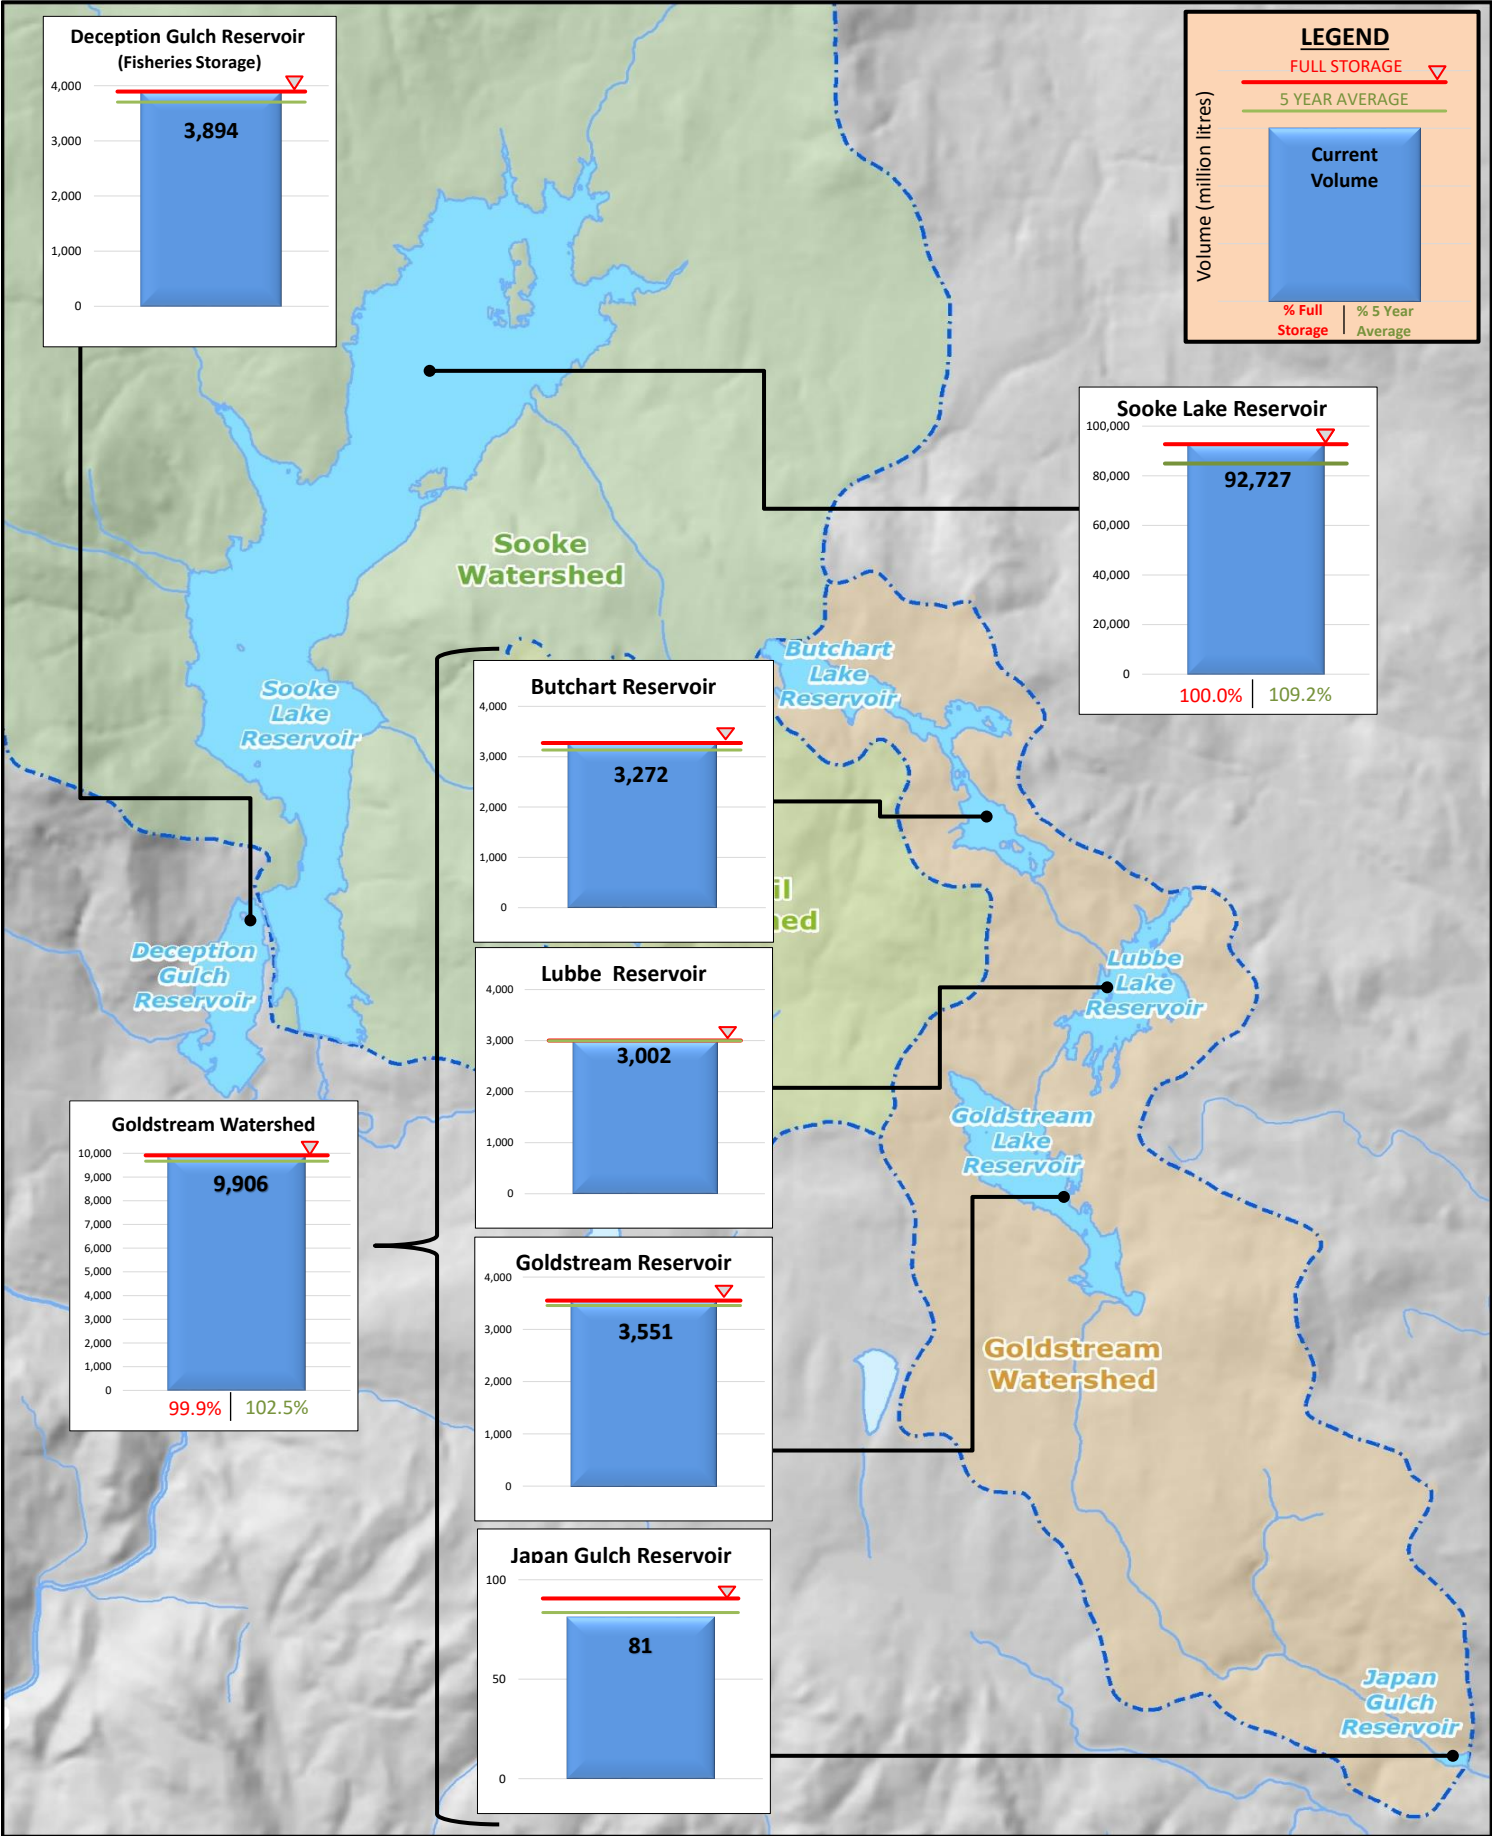 Deception Gulch Reservoir
(Fisheries Storage)
4,000
3,000
2,000
1,000
0
3,894
LEGEND
FULL STORAGE
5 YEAR AVERAGE
Volume (million litres)
Current
Volume
% Full
Storage
% 5 Year
Average
Sooke Lake Reservoir
100,000
80,000
60,000
40,000
20,000
0
92,727
100.0%
109.2%
Sooke
Watershed
Sooke
Lake
Reservoir
Butchart
Lake
Reservoir
Butchart Reservoir
4,000
3,000
2,000
1,000
0
3,272
il
ed
Deception
Gulch
Reservoir
Lubbe Reservoir
4,000
3,000
2,000
1,000
0
3,002
Lubbe
Lake
Reservoir
Goldstream Watershed
10,000
9,000
8,000
7,000
6,000
5,000
4,000
3,000
2,000
1,000
0
9,906
99.9%
102.5%
Goldstream
Lake
Reservoir
Goldstream Reservoir
4,000
3,000
2,000
1,000
0
3,551
Goldstream
Watershed
Japan Gulch Reservoir
100
50
0
81
Japan
Gulch
Reservoir